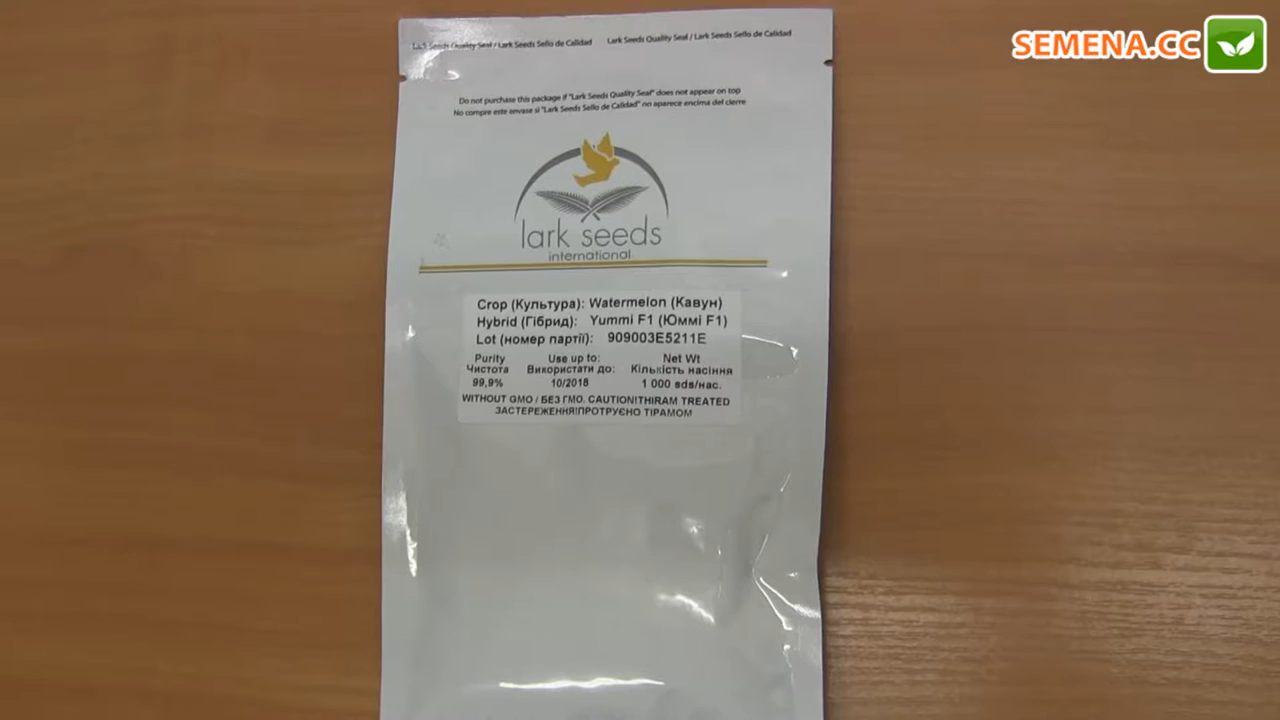 SEMENA.CC
Lark Seeds Quality Seal / Lark Seeds Sello de Calidad Lark Seeds Quality Seal / Lark Seeds Sello de Calidad
Do not purchase this package if "Lark Seeds Quality Seal" does not appear on top
No compre este envase si "Lark Seeds Sello de Calidad" no aparece encima del cierre
lark seeds
international
Crop (Культура): Watermelon (Кавун)
Hybrid (Гібрид): Yummi F1 (Юммі F1)
Lot (номер партії): 909003E5211E
Purity Use up to: Net Wt
Чистота Використати до: Кількість насіння
99,9% 10/2018 1 000 sds/нас.
WITHOUT GMO / БЕЗ ГМО. CAUTION!THIRAM TREATED
ЗАСТЕРЕЖЕННЯ!ПРОТРУЄНО ТІРАМОМ